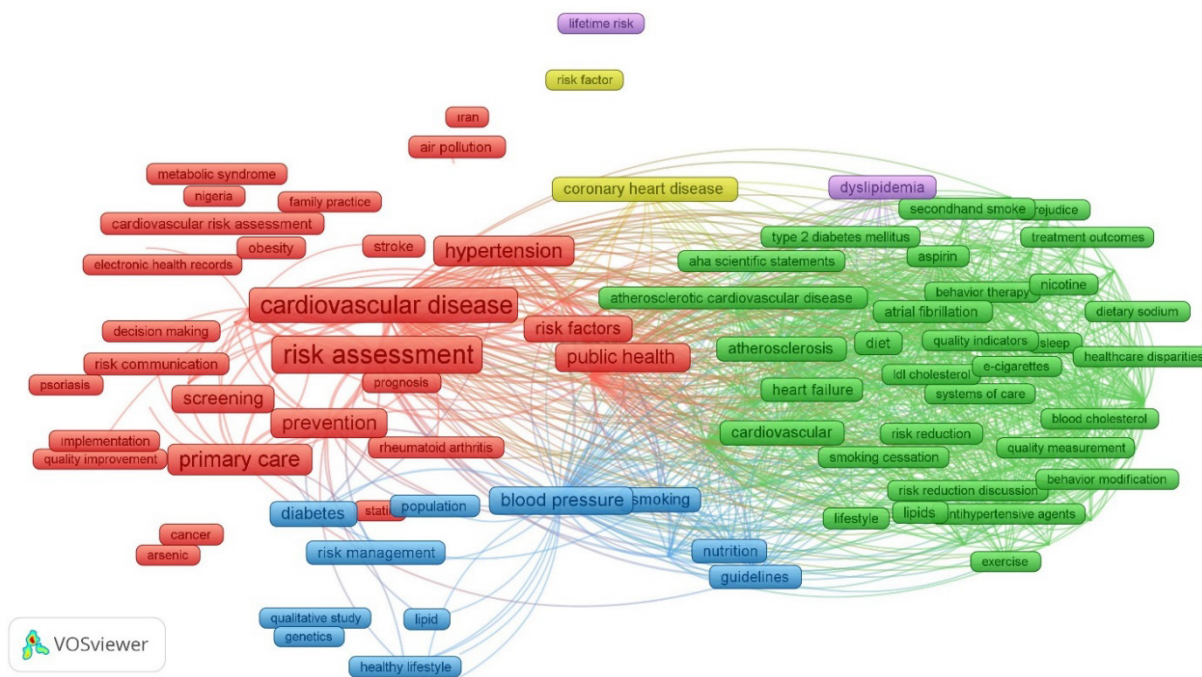 lifetime risk
risk factor
ıran
air pollution
metabolic syndrome
nigeria
family practice
cardiovascular risk assessment
obesity
stroke
electronic health records
hypertension
coronary heart disease
dyslipidemia
secondhand smoke
rejudice
type 2 diabetes mellitus
treatment outcomes
aha scientific statements
aspirin
behavior therapy
nicotine
atherosclerotic cardiovascular disease
atrial fibrillation
dietary sodium
cardiovascular disease
decision making
risk factors
risk assessment
public health
atherosclerosis
diet
quality indicators
sleep
healthcare disparities
risk communication
psoriasis
prognosis
ldl cholesterol
e-cigarettes
screening
heart failure
systems of care
prevention
cardiovascular
risk reduction
blood cholesterol
implementation
quality improvement
primary care
rheumatoid arthritis
smoking cessation
quality measurement
behavior modification
blood pressure
smoking
risk reduction discussion
diabetes
stati
population
lifestyle
lipids
ntihypertensive agents
cancer
arsenic
risk management
nutrition
guidelines
exercise
qualitative study
genetics
lipid
healthy lifestyle
VOSviewer